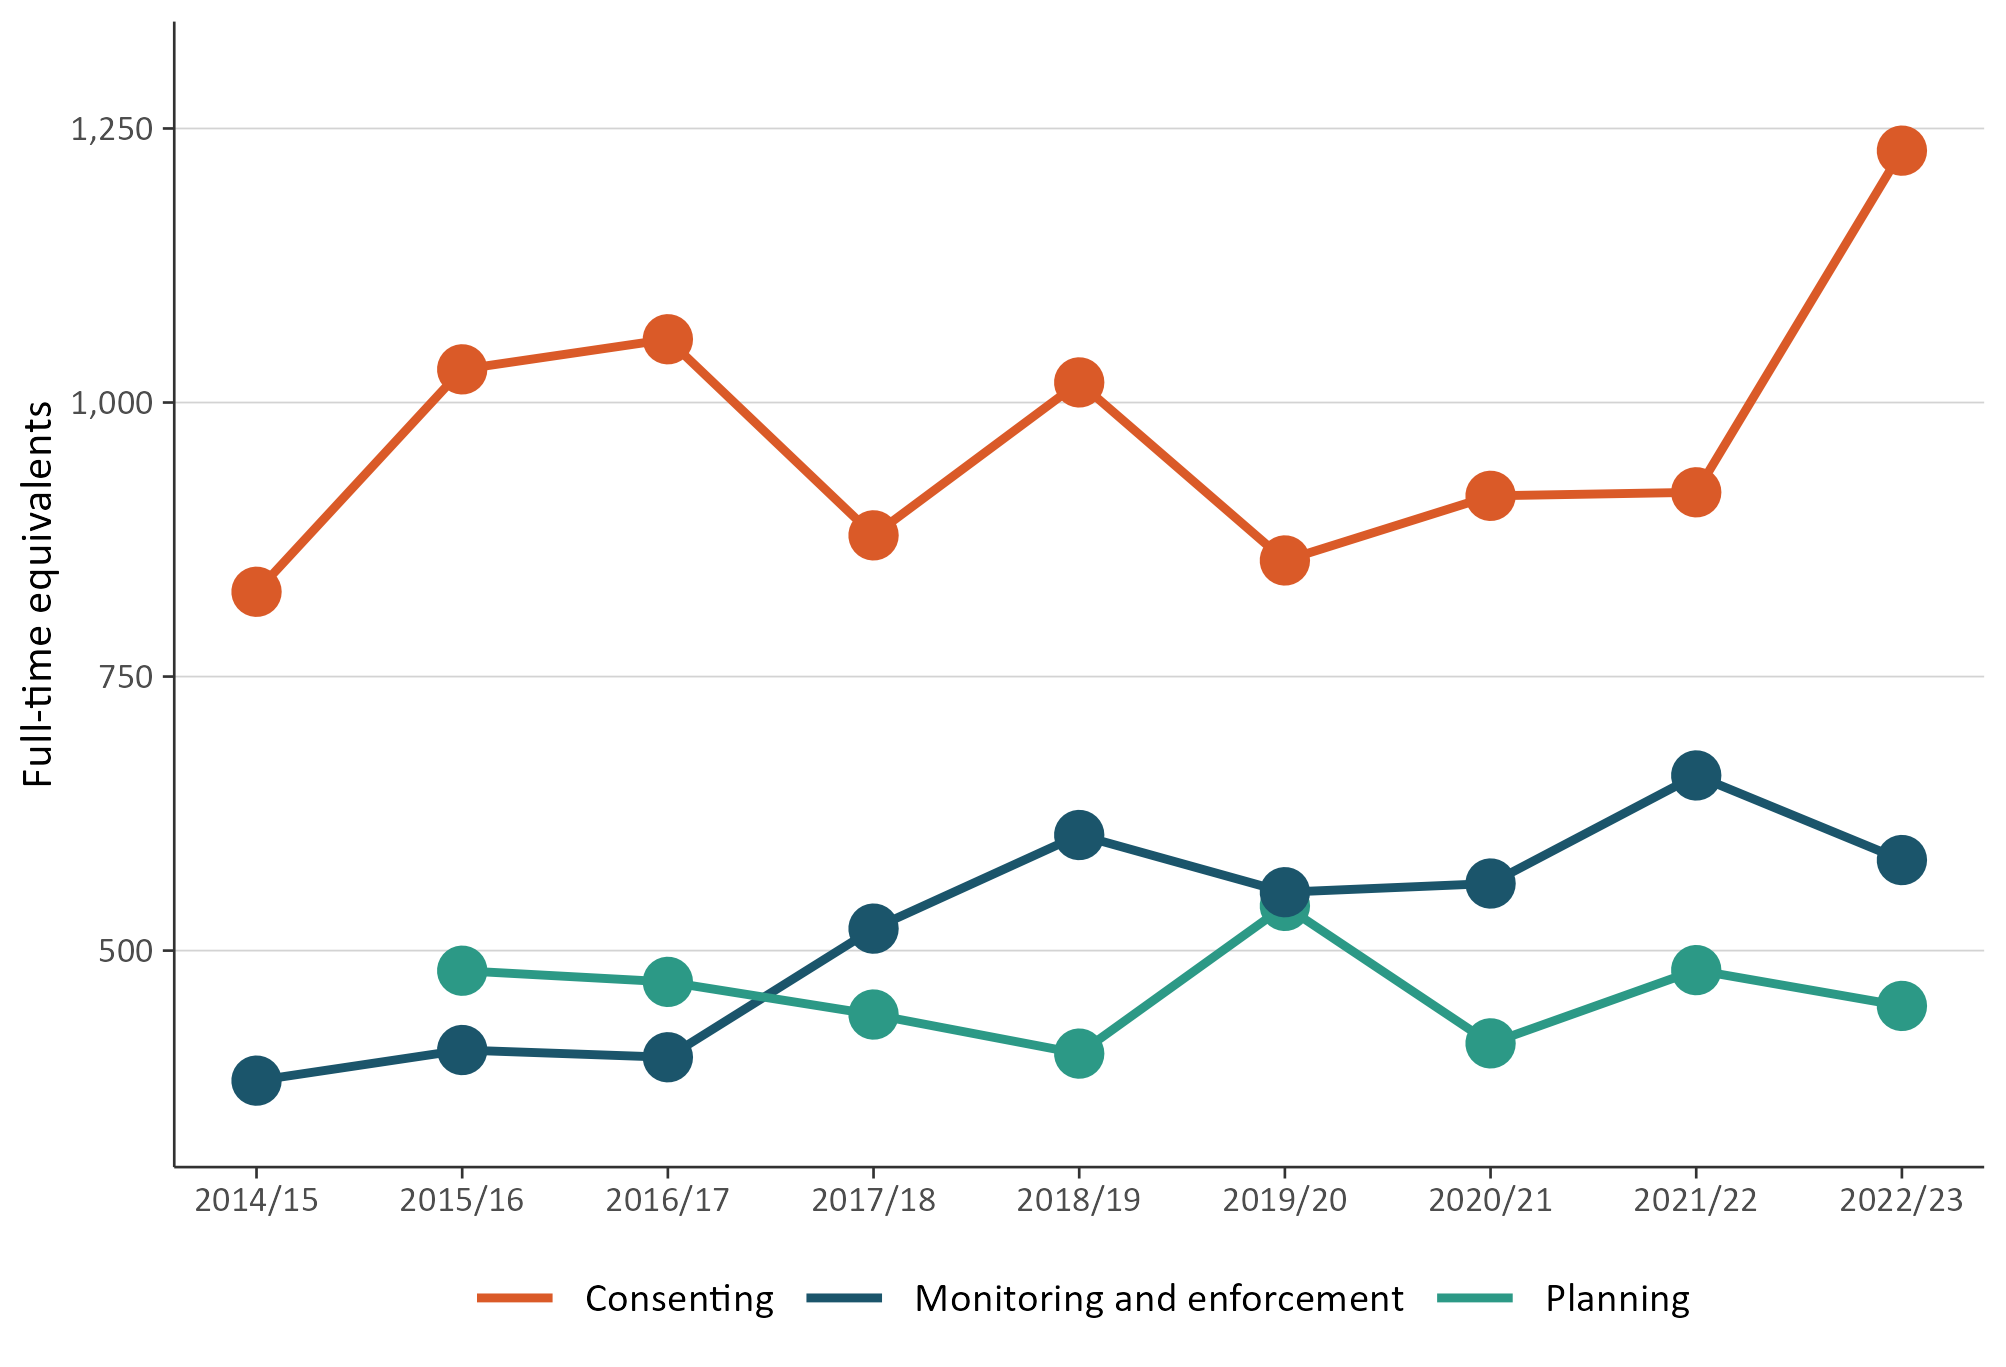 Full-time equivalents
1,250
1,000
750
500
2014/15 2015/16 2016/17 2017/18 2018/19 2019/20 2020/21 2021/22 2022/23
Consenting Monitoring and enforcement Planning